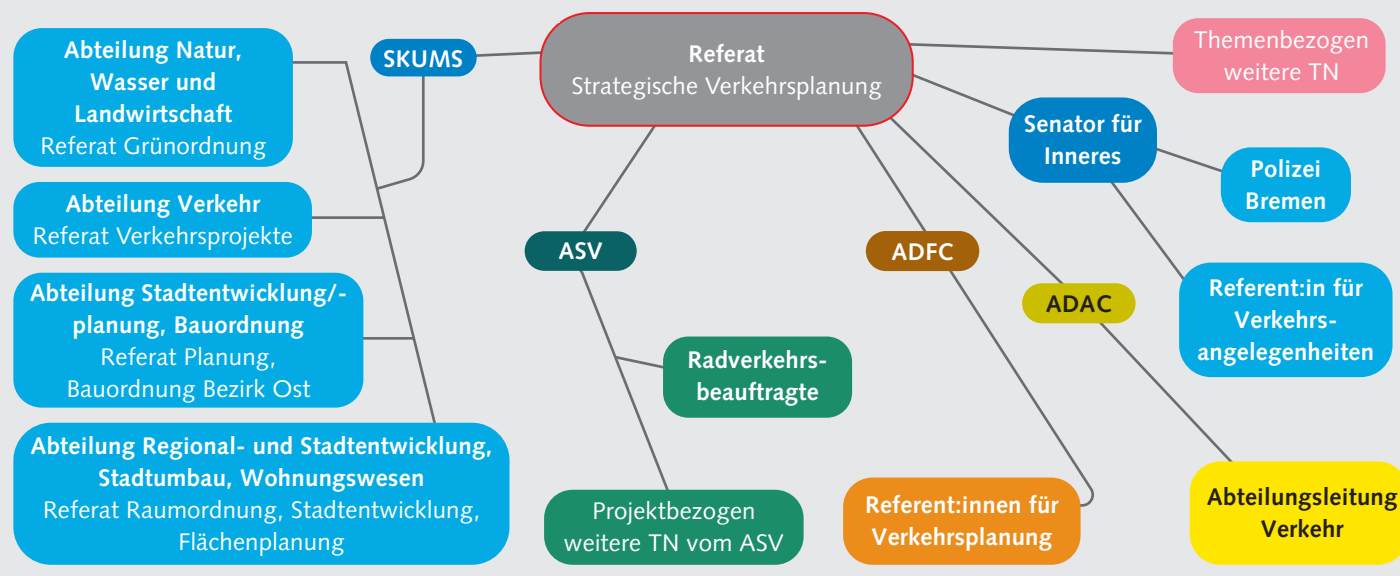 Abteilung Natur,
Wasser und
Landwirtschaft
Referat Grünordnung
SKUMS
Referat
Strategische Verkehrsplanung
Themenbezogen
weitere TN
Senator für
Inneres
Polizei
Bremen
Abteilung Verkehr
Referat Verkehrsprojekte
ASV
ADFC
ADAC
Referent:in für
Verkehrs-
angelegenheiten
Abteilung Stadtentwicklung/-
planung, Bauordnung
Referat Planung,
Bauordnung Bezirk Ost
Radverkehrs-
beauftragte
Abteilung Regional- und Stadtentwicklung,
Stadtumbau, Wohnungswesen
Referat Raumordnung, Stadtentwicklung,
Flächenplanung
Projektbezogen
weitere TN vom ASV
Referent:innen für
Verkehrsplanung
Abteilungsleitung
Verkehr